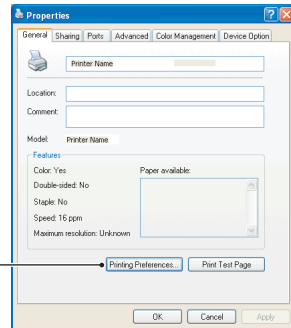 Properties
General Sharing Ports Advanced Color Management Device Option
Printer Name
Location:
Comment:
Model: Printer Name
Features
Color: Yes Paper available:
Double-sided: No
Staple: No
Speed: 16 ppm
Maximum resolution: Unknown
Printing Preferences... Print Test Page
OK Cancel Apply